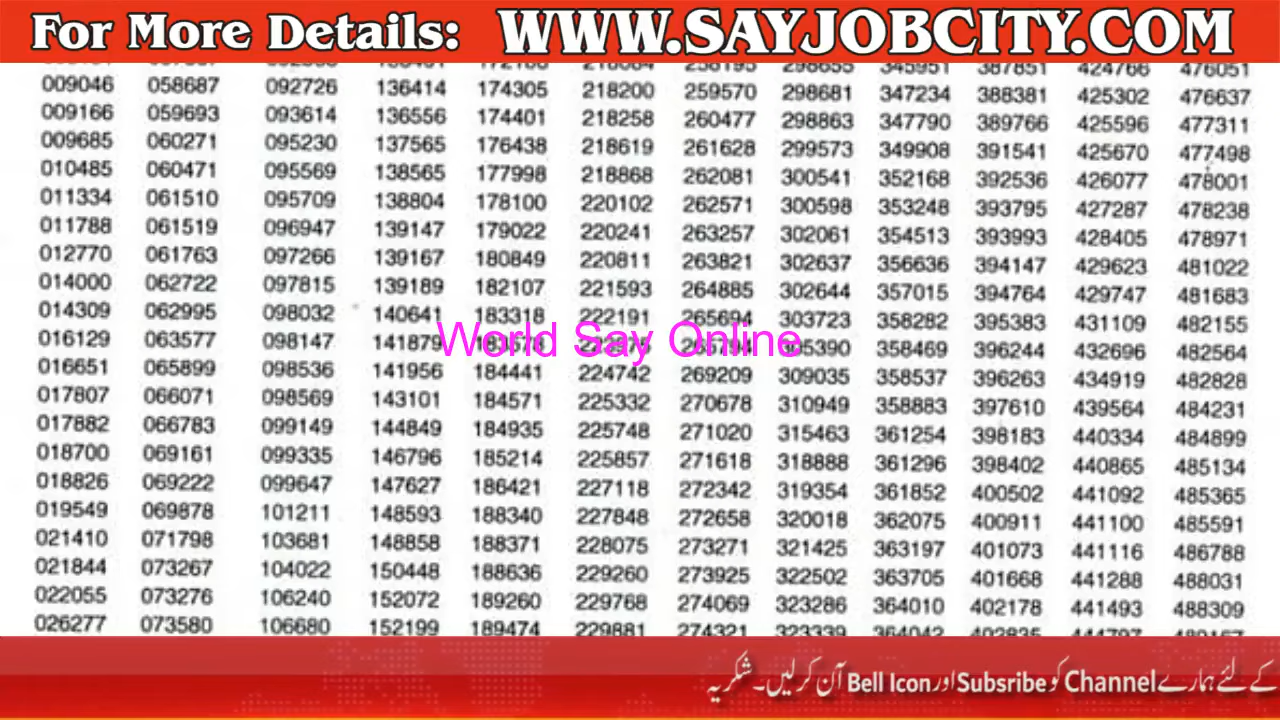 For More Details: WWW.SAYJOBCITY.COM
009046 058687 092726 136414 174305 218200 259570 298681 347234 388381 425302 476637
009166 059693 093614 136556 174401 218258 260477 298863 347790 389766 425596 477311
009685 060271 095230 137565 176438 218619 261628 299573 349908 391541 425670 477498
010485 060471 095569 138565 177998 218868 262081 300541 352168 392536 426077 478001
011334 061510 095709 138804 178100 220102 262571 300598 353248 393795 427287 478238
011788 061519 096947 139147 179022 220241 263257 302061 354513 393993 428405 478971
012770 061763 097266 139167 180849 220811 263821 302637 356636 394147 429623 481022
014000 062722 097815 139189 182107 221593 264885 302644 357015 394764 429747 481683
014309 062995 098032 140641 183318 222191 265694 303723 358282 395383 431109 482155
016129 063577 098147 141879 305390 358469 396244 432696 482564
World Say Online
016651 065899 098536 141956 184441 224742 269209 309035 358537 396263 434919 482828
017807 066071 098569 143101 184571 225332 270678 310949 358883 397610 439564 484231
017882 066783 099149 144849 184935 225748 271020 315463 361254 398183 440334 484899
018700 069161 099335 146796 185214 225857 271618 318888 361296 398402 440865 485134
018826 069222 099647 147627 186421 227118 272342 319354 361852 400502 441092 485365
019549 069878 101211 148593 188340 227848 272658 320018 362075 400911 441100 485591
021410 071798 103681 148858 188371 228075 273271 321425 363197 401073 441116 486788
021844 073267 104022 150448 188636 229260 273925 322502 363705 401668 441288 488031
022055 073276 106240 152072 189260 229768 274069 323286 364010 402178 441493 488309
026277 073580 106680 152199 189474 229881 274321
کے لئے ہمارے Channel کو Subsribe اور Bell Icon آن کرلیں۔ شکریہ